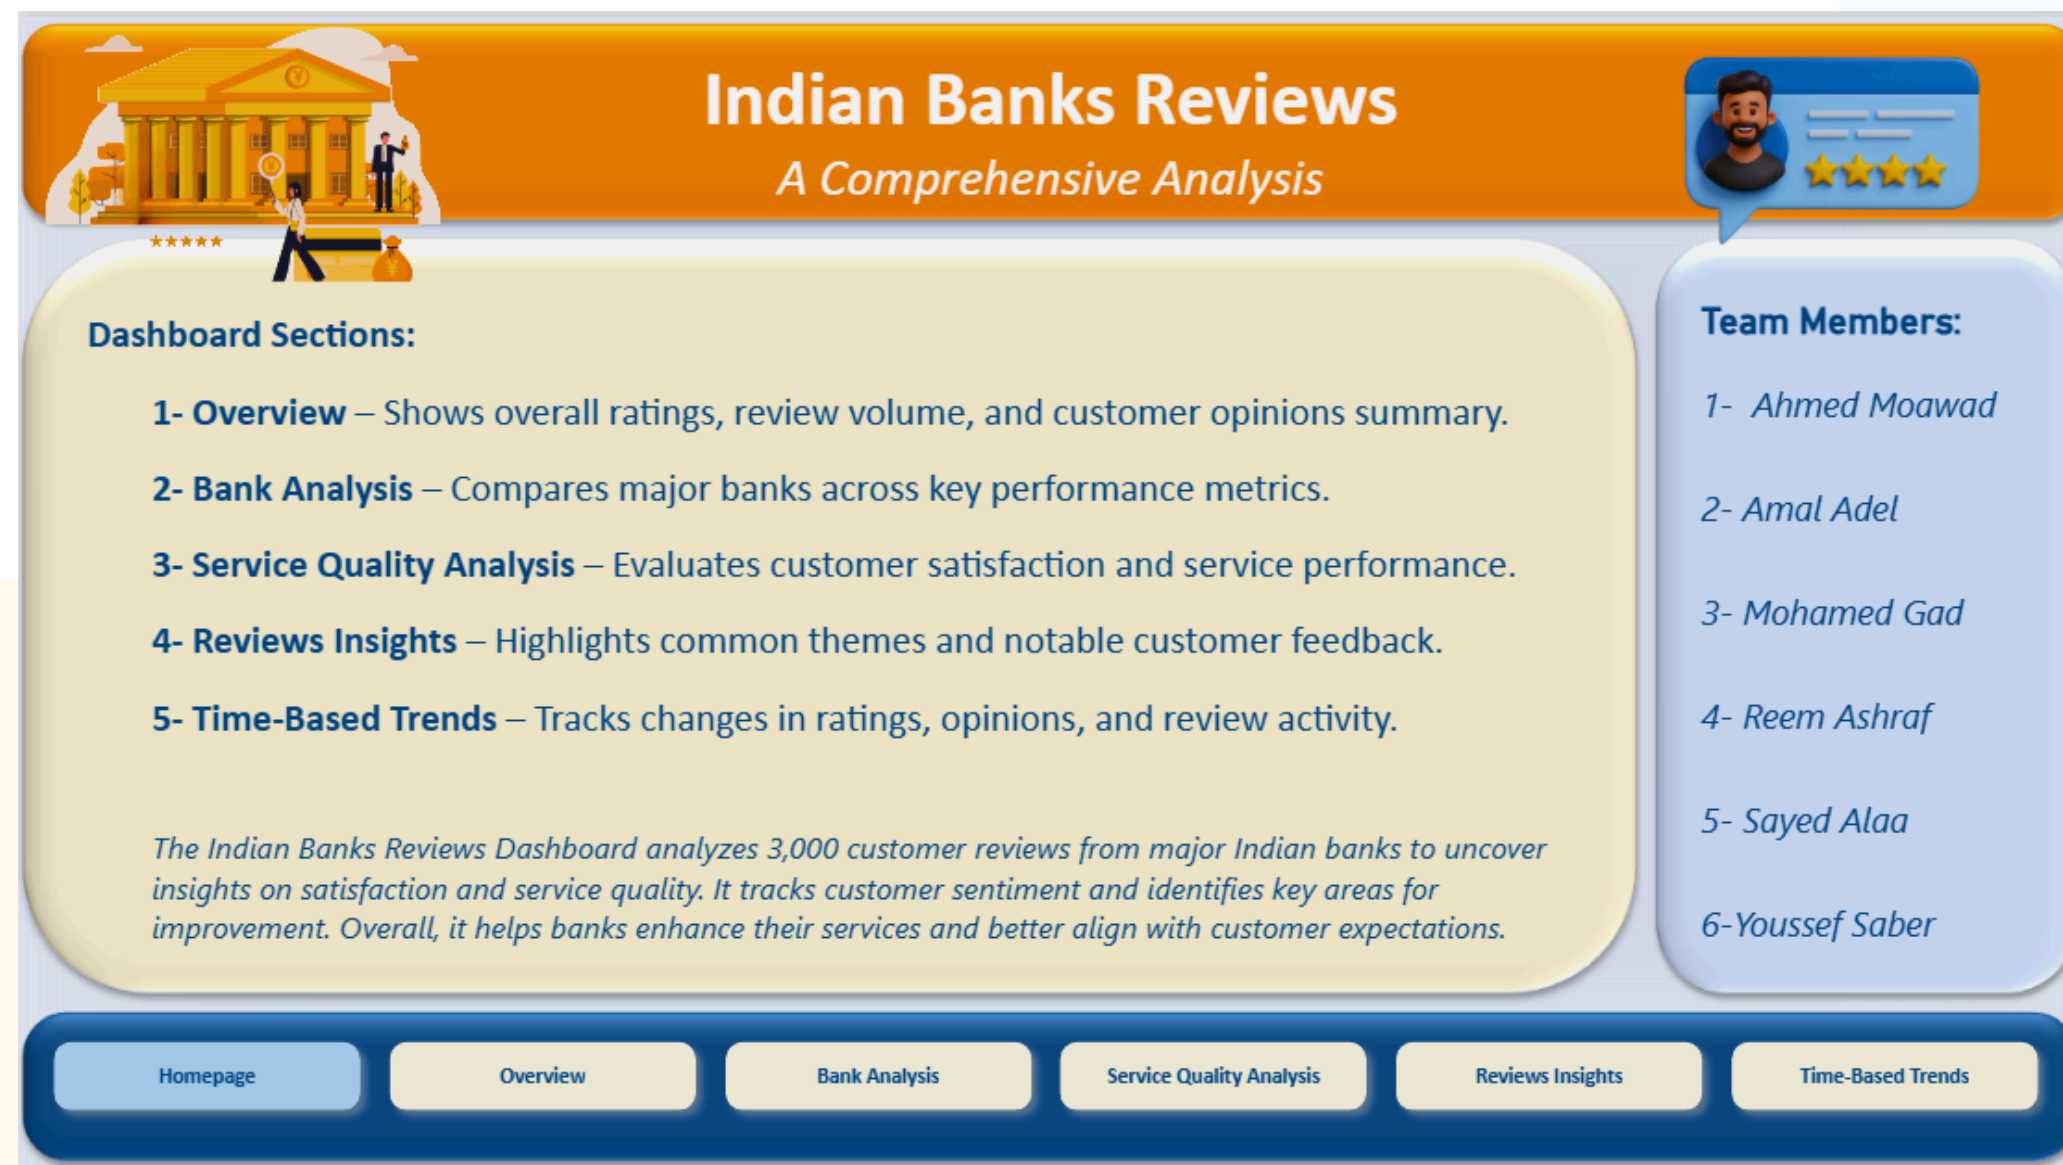 Indian Banks Reviews
A Comprehensive Analysis
Dashboard Sections:
1- Overview – Shows overall ratings, review volume, and customer opinions summary.
2- Bank Analysis – Compares major banks across key performance metrics.
3- Service Quality Analysis – Evaluates customer satisfaction and service performance.
4- Reviews Insights – Highlights common themes and notable customer feedback.
5- Time-Based Trends – Tracks changes in ratings, opinions, and review activity.
The Indian Banks Reviews Dashboard analyzes 3,000 customer reviews from major Indian banks to uncover
insights on satisfaction and service quality. It tracks customer sentiment and identifies key areas for
improvement. Overall, it helps banks enhance their services and better align with customer expectations.
Team Members:
1- Ahmed Moawad
2- Amal Adel
3- Mohamed Gad
4- Reem Ashraf
5- Sayed Alaa
6-Youssef Saber
Homepage
Overview
Bank Analysis
Service Quality Analysis
Reviews Insights
Time-Based Trends